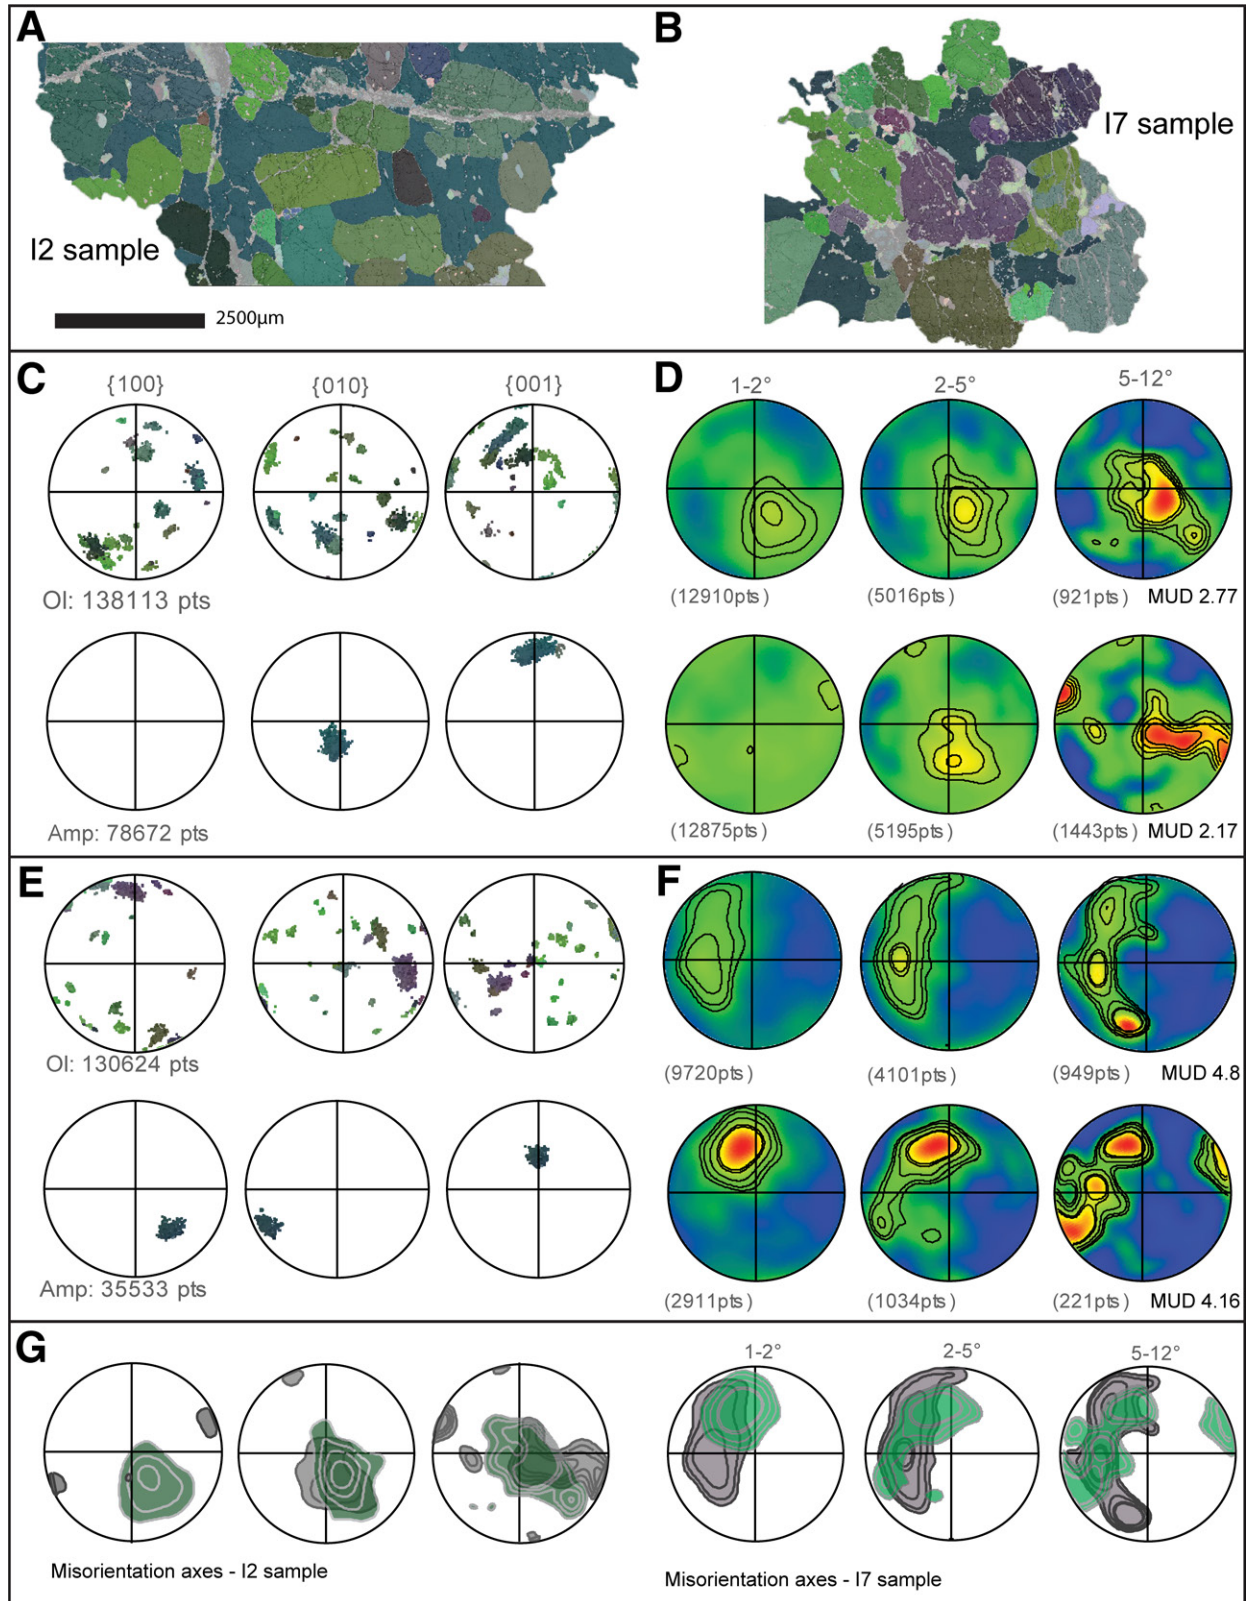 A
B
I7 sample
I2 sample
2500µm
C
{100}
{010}
{001}
D
1-2°
2-5°
5-12°
Ol: 138113 pts
(12910pts)
(5016pts)
(921pts)
MUD 2.77
Amp: 78672 pts
(12875pts)
(5195pts)
(1443pts)
MUD 2.17
E
F
Ol: 130624 pts
(9720pts)
(4101pts)
(949pts)
MUD 4.8
Amp: 35533 pts
(2911pts)
(1034pts)
(221pts)
MUD 4.16
G
1-2°
2-5°
5-12°
Misorientation axes - I2 sample
Misorientation axes - I7 sample